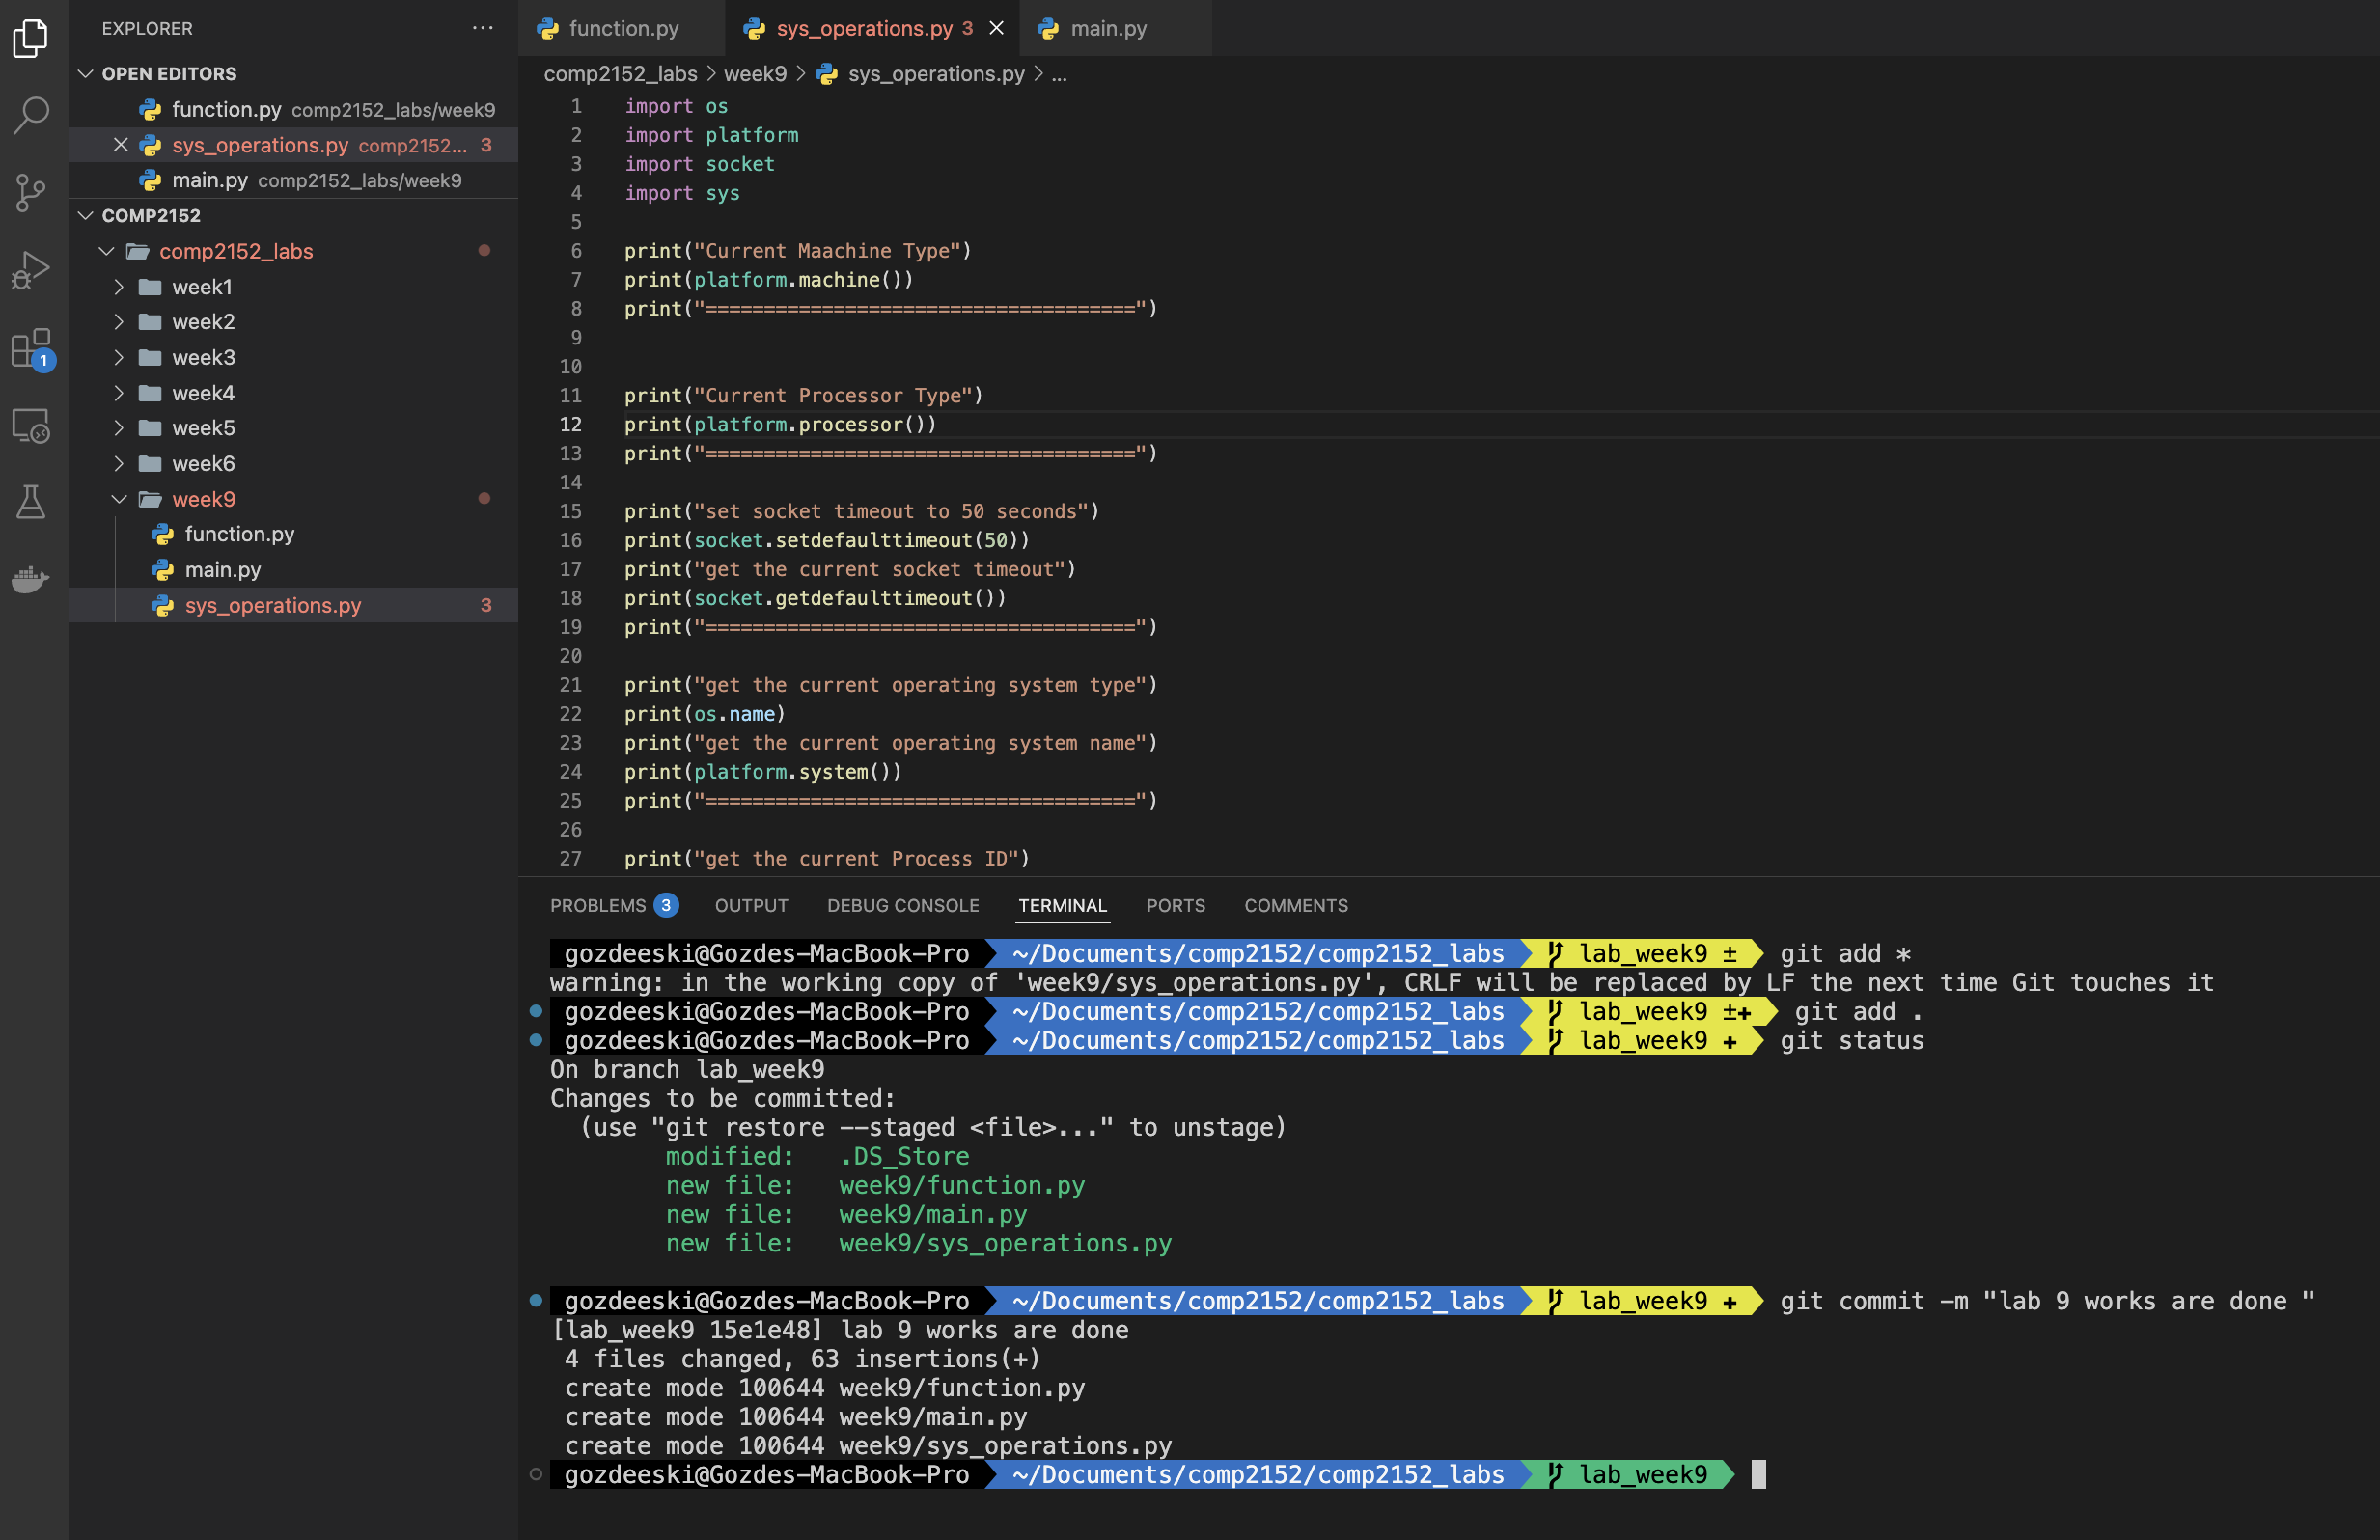 EXPLORER ...
OPEN EDITORS
function.py comp2152_labs/week9
sys_operations.py comp2152... 3
main.py comp2152_labs/week9
COMP2152
comp2152_labs
week1
week2
week3
week4
week5
week6
week9
function.py
main.py
sys_operations.py 3
1
function.py sys_operations.py 3 main.py
comp2152_labs > week9 > sys_operations.py > ...
1 import os
2 import platform
3 import socket
4 import sys
5
6 print("Current Maachine Type")
7 print(platform.machine())
8 print("=====================================")
9
10
11 print("Current Processor Type")
12 print(platform.processor())
13 print("=====================================")
14
15 print("set socket timeout to 50 seconds")
16 print(socket.setdefaulttimeout(50))
17 print("get the current socket timeout")
18 print(socket.getdefaulttimeout())
19 print("=====================================")
20
21 print("get the current operating system type")
22 print(os.name)
23 print("get the current operating system name")
24 print(platform.system())
25 print("=====================================")
26
27 print("get the current Process ID")
PROBLEMS 3 OUTPUT DEBUG CONSOLE TERMINAL PORTS COMMENTS
gozdeeski@Gozdes-MacBook-Pro ~/Documents/comp2152/comp2152_labs lab_week9 ± git add *
warning: in the working copy of 'week9/sys_operations.py', CRLF will be replaced by LF the next time Git touches it
gozdeeski@Gozdes-MacBook-Pro ~/Documents/comp2152/comp2152_labs lab_week9 ±✚ git add .
gozdeeski@Gozdes-MacBook-Pro ~/Documents/comp2152/comp2152_labs lab_week9 ✚ git status
On branch lab_week9
Changes to be committed:
(use "git restore --staged <file>..." to unstage)
modified: .DS_Store
new file: week9/function.py
new file: week9/main.py
new file: week9/sys_operations.py
gozdeeski@Gozdes-MacBook-Pro ~/Documents/comp2152/comp2152_labs lab_week9 ✚ git commit -m "lab 9 works are done "
[lab_week9 15e1e48] lab 9 works are done
4 files changed, 63 insertions(+)
create mode 100644 week9/function.py
create mode 100644 week9/main.py
create mode 100644 week9/sys_operations.py
gozdeeski@Gozdes-MacBook-Pro ~/Documents/comp2152/comp2152_labs lab_week9